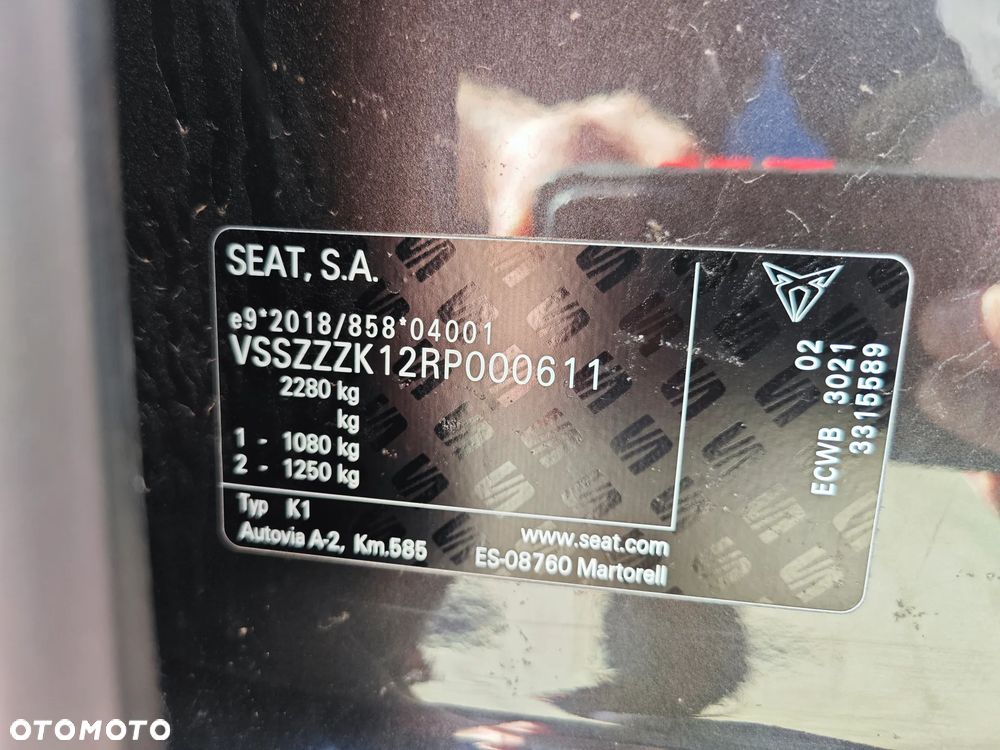 SEAT, S.A.
e9*2018/858*04001
VSSZZZK12RP000611
2280 kg
kg
1 - 1080 kg
2 - 1250 kg
Typ K1
Autovia A-2, Km.585
www.seat.com
ES-08760 Martorell
02
ECWB 3021
3315589
OTOMOTO